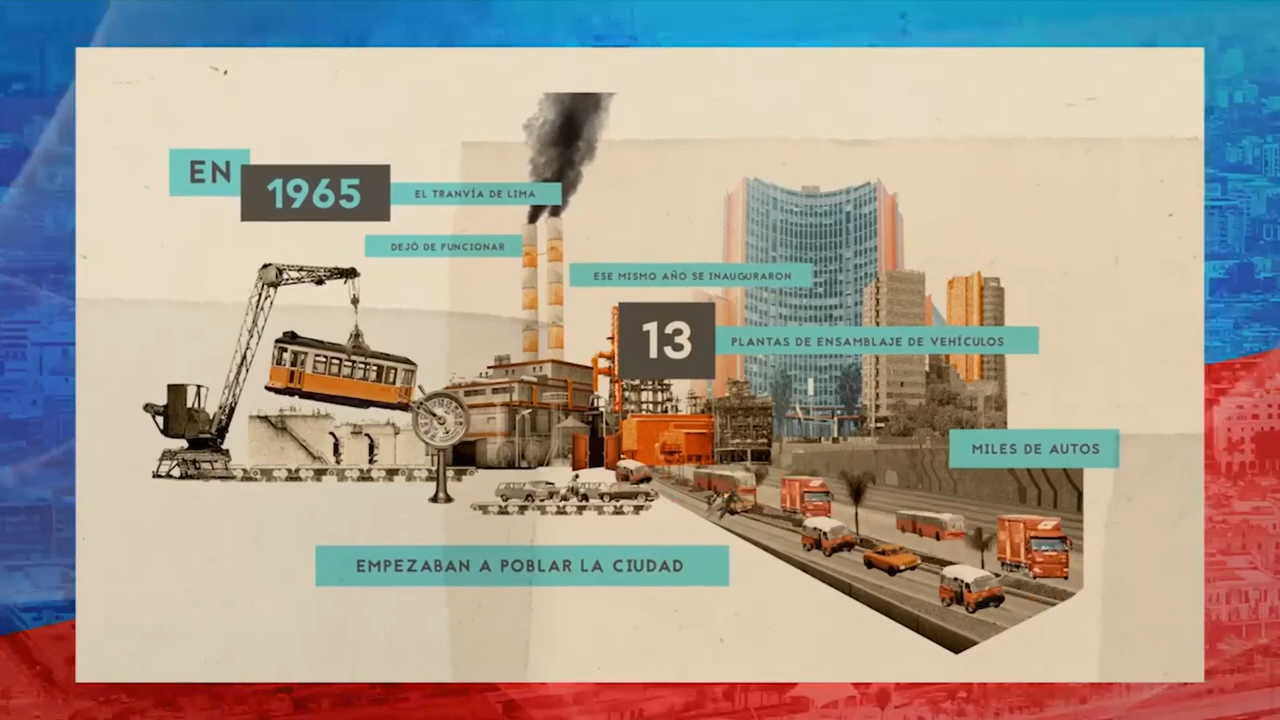 EN
1965
EL TRANVÍA DE LIMA
DEJÓ DE FUNCIONAR
ESE MISMO AÑO SE INAUGURARON
13
PLANTAS DE ENSAMBLAJE DE VEHÍCULOS
MILES DE AUTOS
EMPEZABAN A POBLAR LA CIUDAD